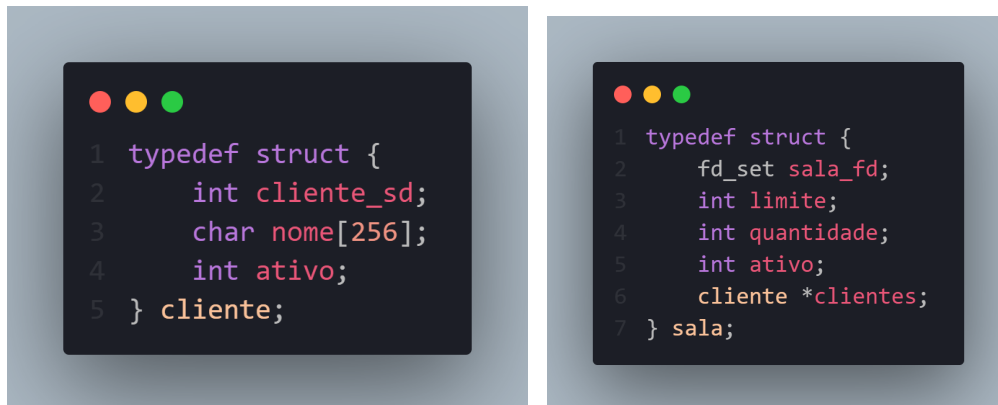 1 typedef struct {
2     int cliente_sd;
3     char nome[256];
4     int ativo;
5 } cliente;
1 typedef struct {
2     fd_set sala_fd;
3     int limite;
4     int quantidade;
5     int ativo;
6     cliente *clientes;
7 } sala;